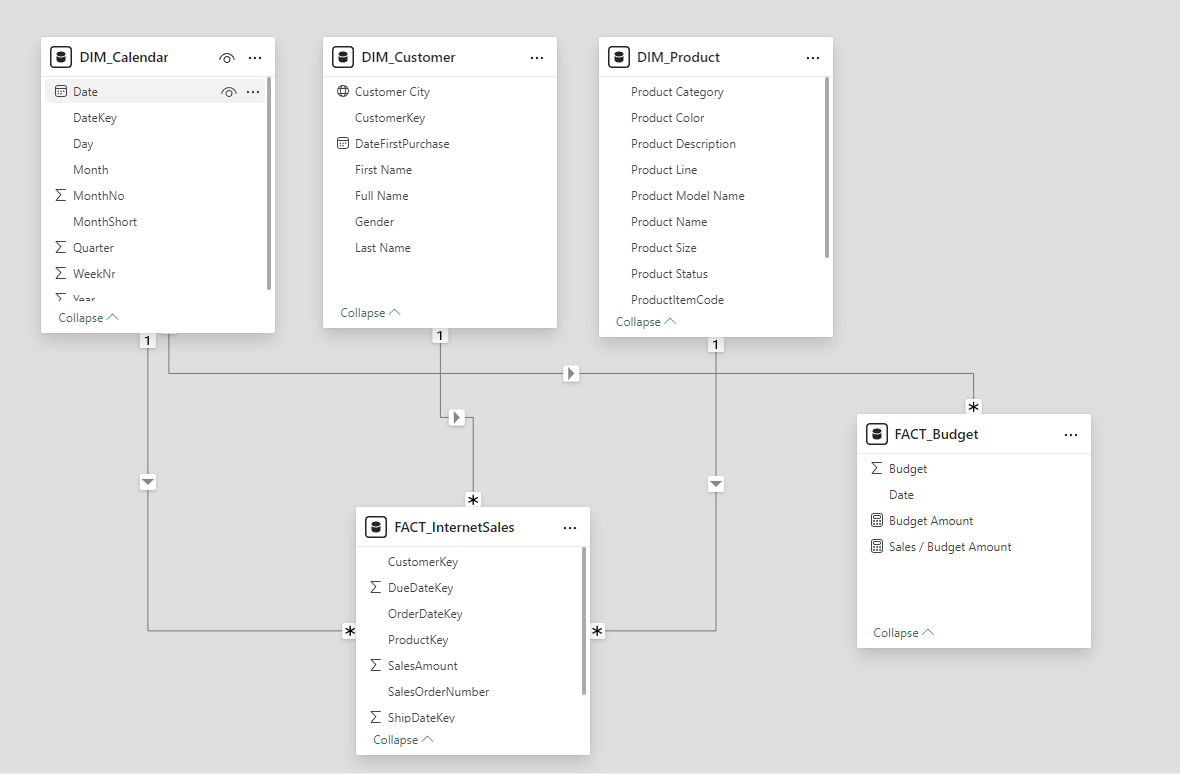 DIM_Calendar
Date
DateKey
Day
Month
MonthNo
MonthShort
Quarter
WeekNr
Year
Collapse
1
DIM_Customer
Customer City
CustomerKey
DateFirstPurchase
First Name
Full Name
Gender
Last Name
Collapse
1
DIM_Product
Product Category
Product Color
Product Description
Product Line
Product Model Name
Product Name
Product Size
Product Status
ProductItemCode
Collapse
1
*
FACT_Budget
Budget
Date
Budget Amount
Sales / Budget Amount
Collapse
*
FACT_InternetSales
CustomerKey
DueDateKey
OrderDateKey
ProductKey
SalesAmount
SalesOrderNumber
ShipDateKey
Collapse
*
*